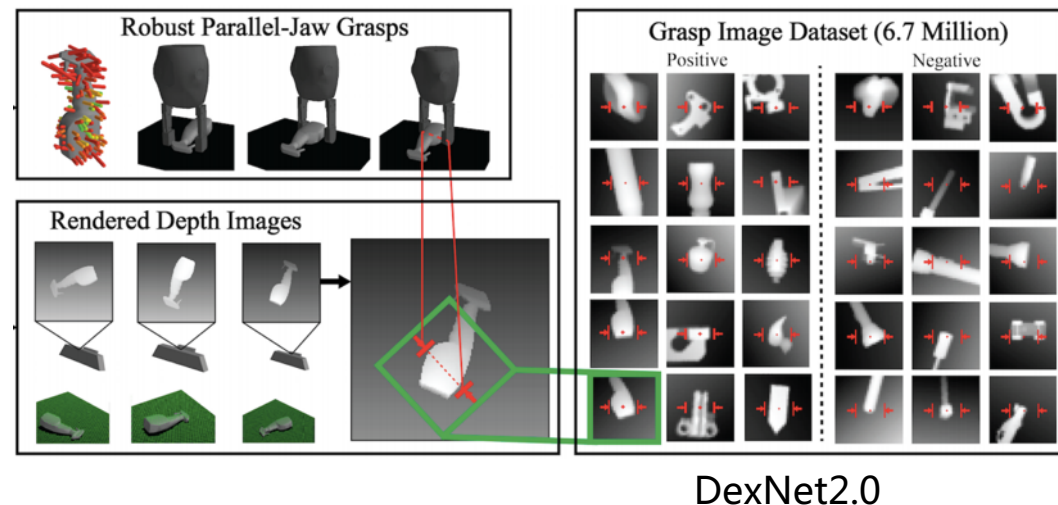 Robust Parallel-Jaw Grasps
Rendered Depth Images
Grasp Image Dataset (6.7 Million)
Positive
Negative
DexNet2.0